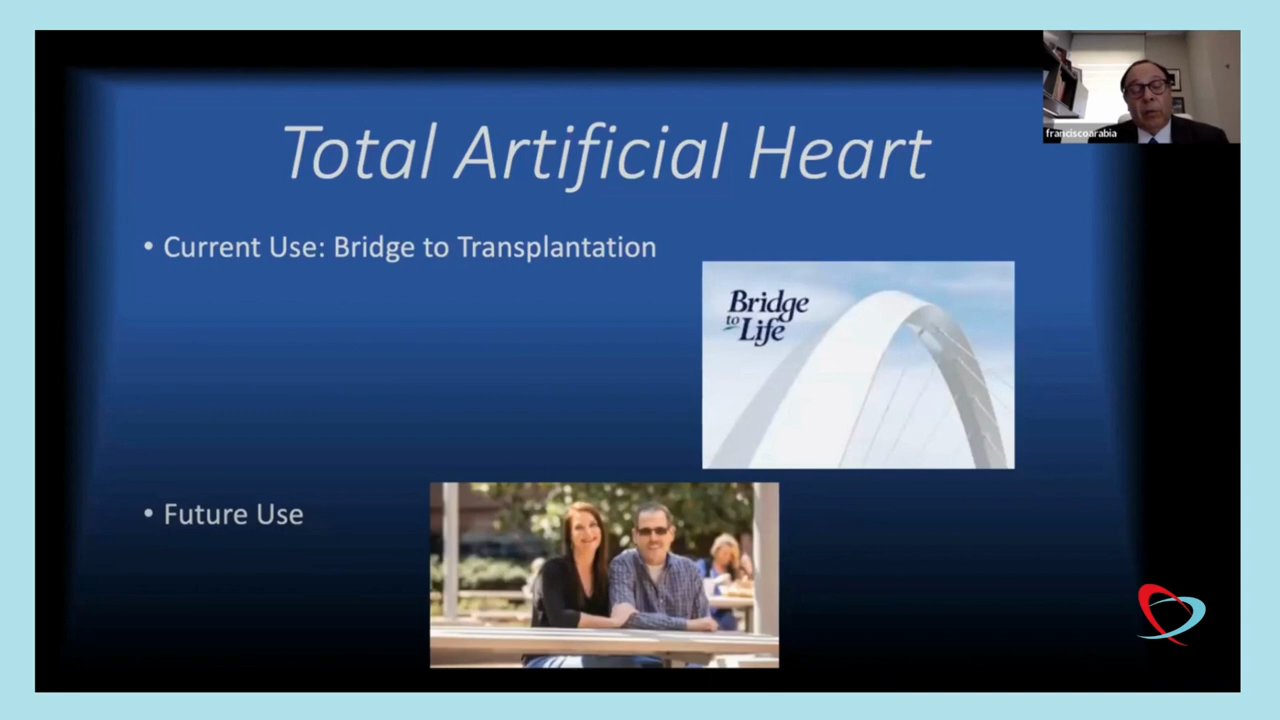 franciscoarabia
Total Artificial Heart
• Current Use: Bridge to Transplantation
Bridge
to
Life
• Future Use